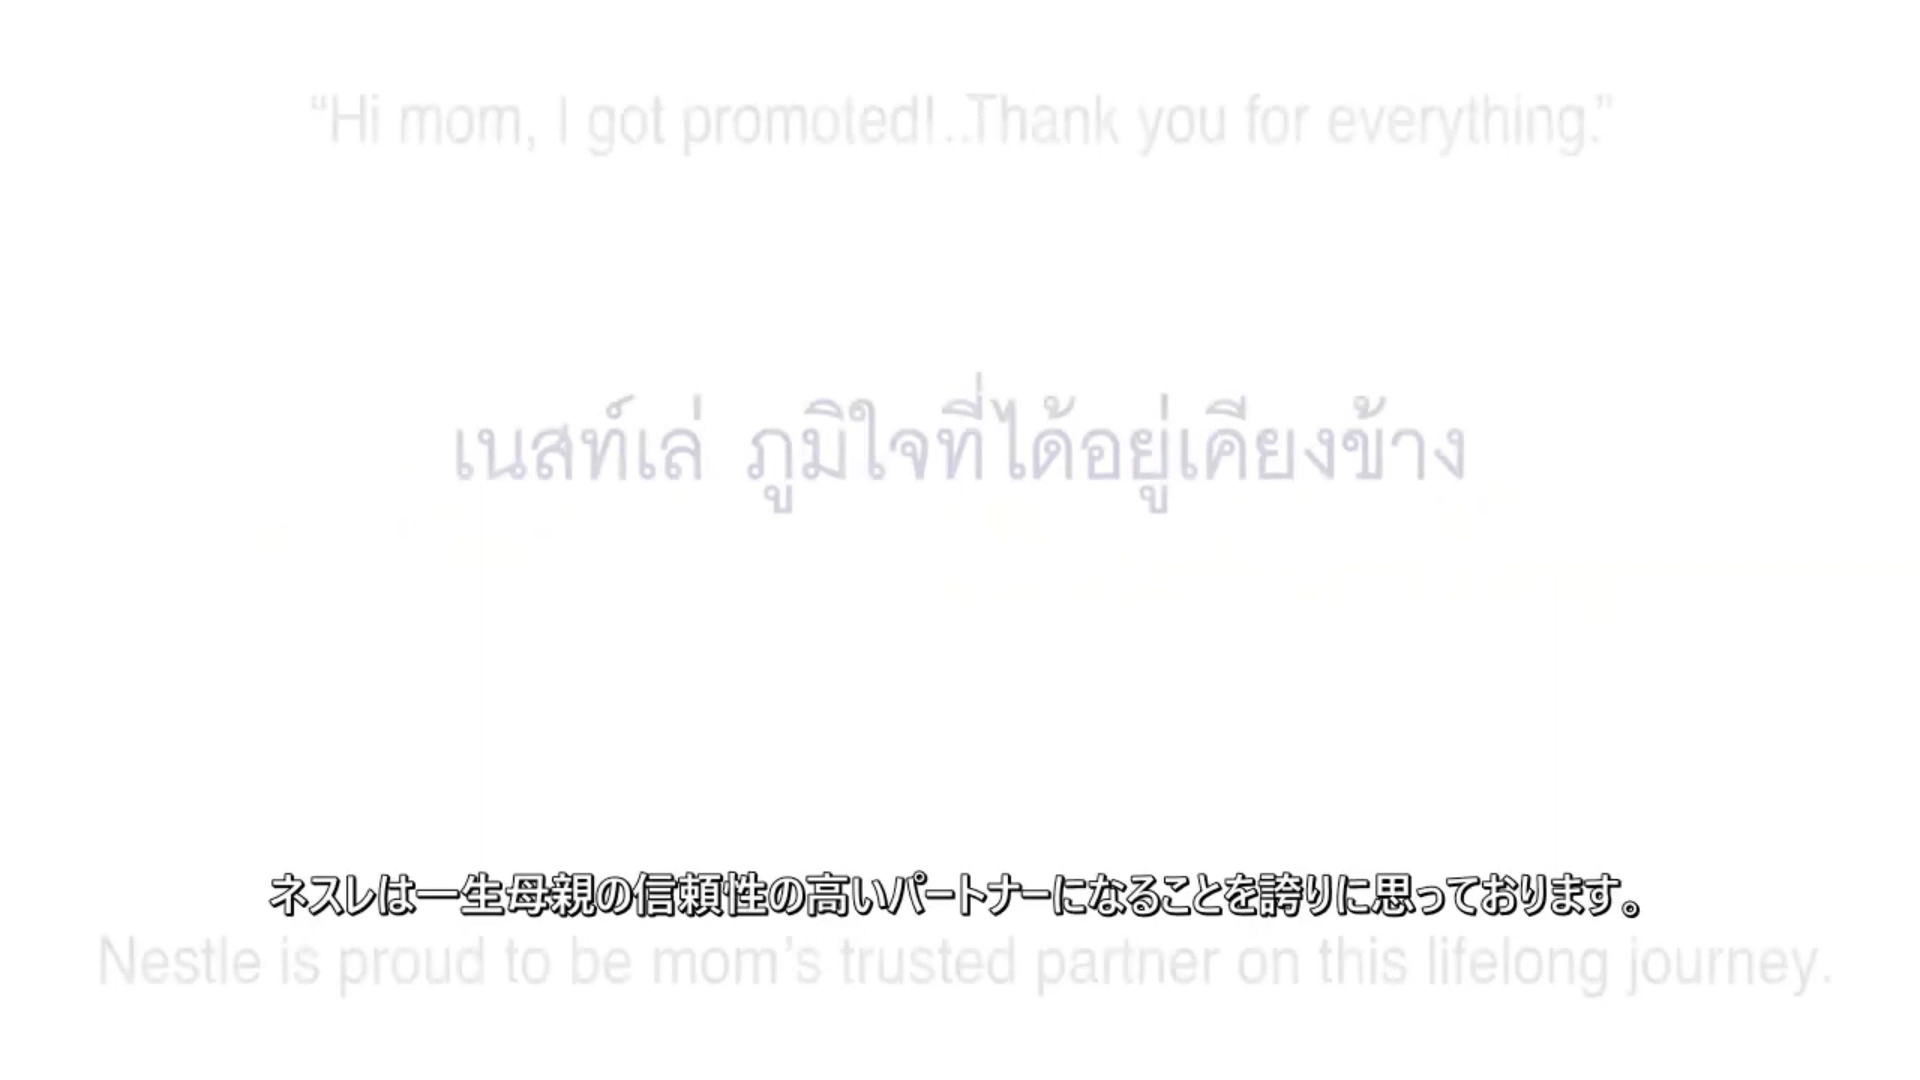 “Hi mom, I got promoted!..Thank you for everything.”
เนสท์เล่ ภูมิใจที่ได้อยู่เคียงข้าง
ネスレは一生母親の信頼性の高いパートナーになることを誇りに思っております。
Nestle is proud to be mom’s trusted partner on this lifelong journey.